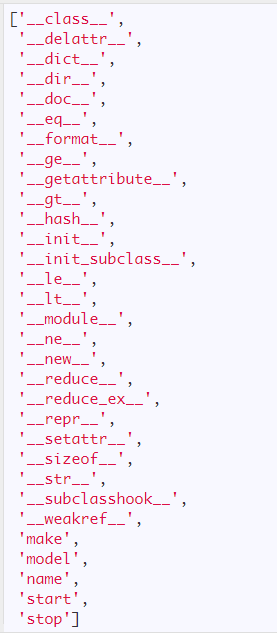 ['__class__',
'__delattr__',
'__dict__',
'__dir__',
'__doc__',
'__eq__',
'__format__',
'__ge__',
'__getattribute__',
'__gt__',
'__hash__',
'__init__',
'__init_subclass__',
'__le__',
'__lt__',
'__module__',
'__ne__',
'__new__',
'__reduce__',
'__reduce_ex__',
'__repr__',
'__setattr__',
'__sizeof__',
'__str__',
'__subclasshook__',
'__weakref__',
'make',
'model',
'name',
'start',
'stop']